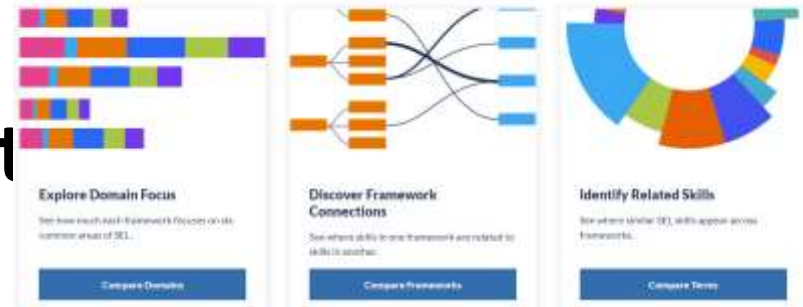 t
Explore Domain Focus
See how much each framework focuses on six
common areas of SEL.
Compare Domains
Discover Framework
Connections
See where skills in one framework are related to
skills in another.
Compare Frameworks
Identify Related Skills
See where similar SEL skills appear across
frameworks.
Compare Terms